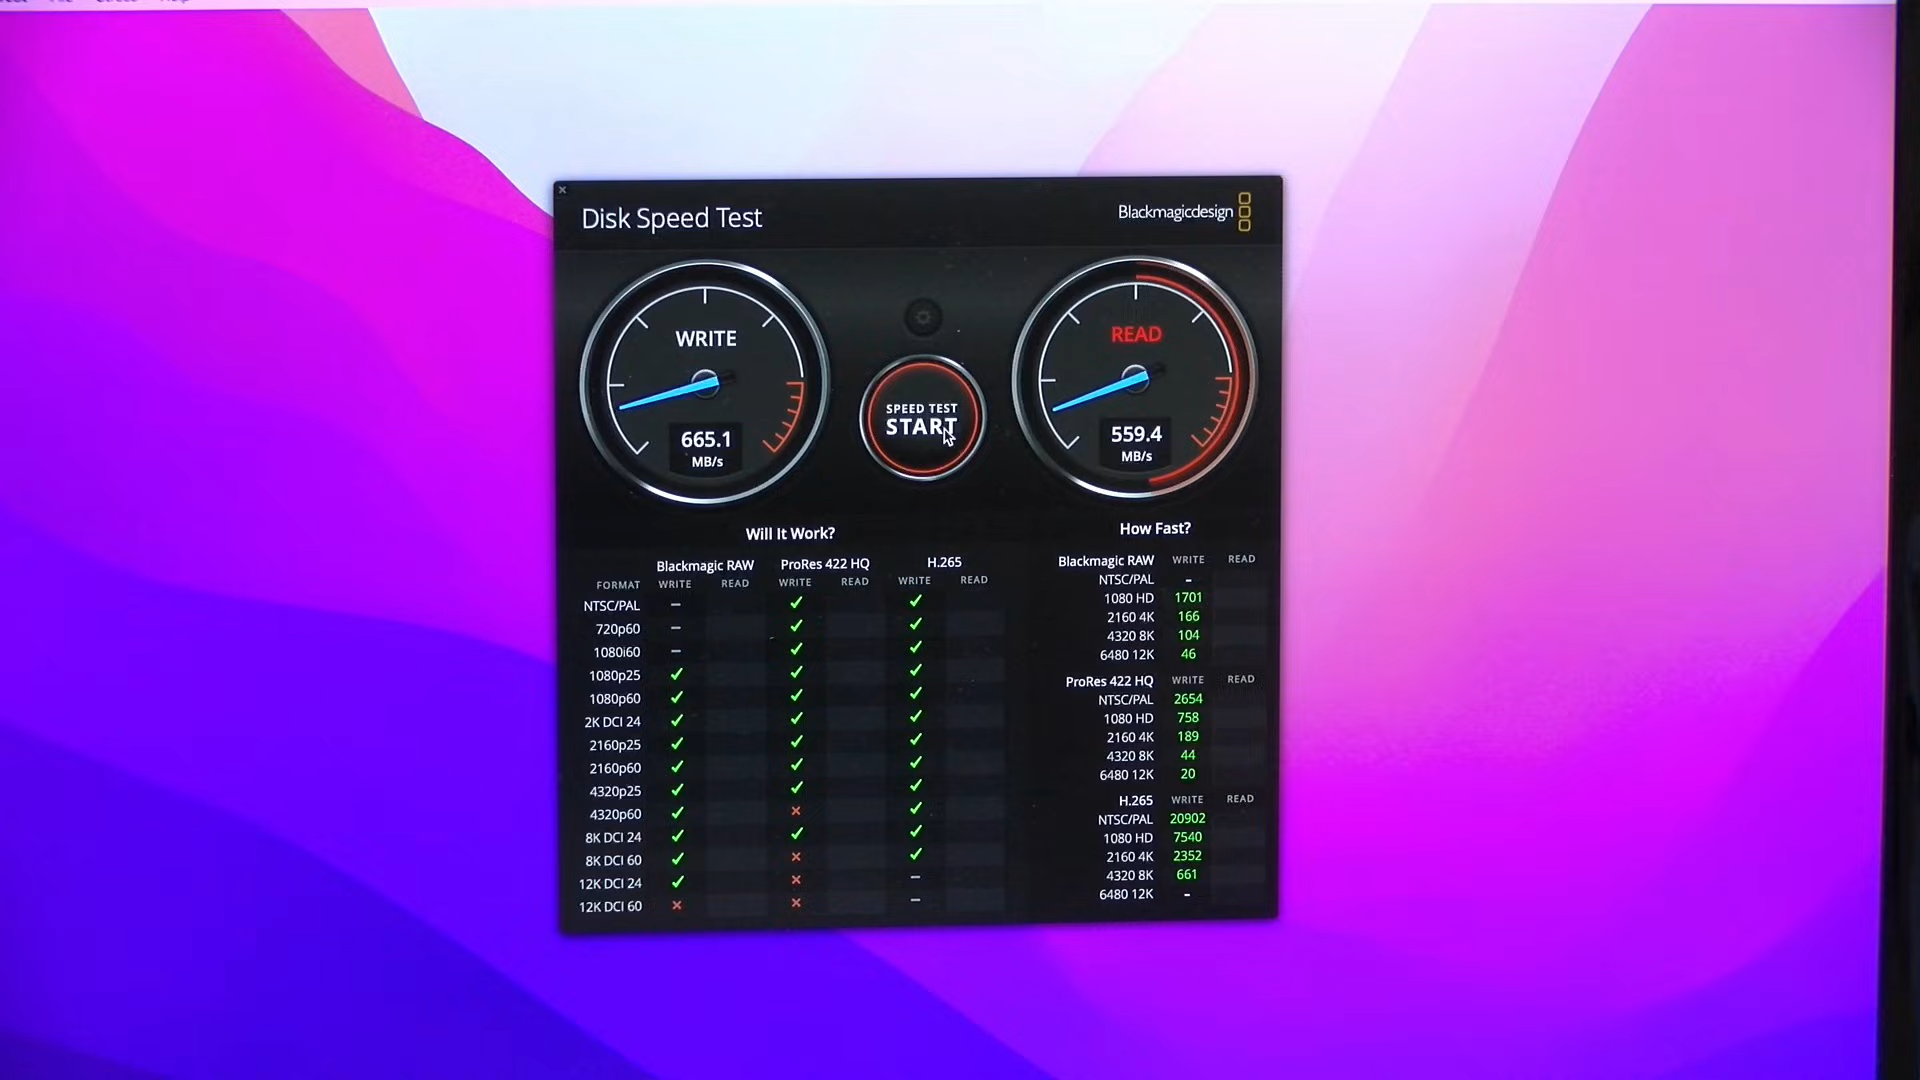 Disk Speed Test
Blackmagicdesign
WRITE
665.1
MB/s
SPEED TEST
START
READ
559.4
MB/s
Will It Work?
Blackmagic RAW ProRes 422 HQ H.265
FORMAT WRITE READ WRITE READ WRITE READ
NTSC/PAL – ✓ ✓
720p60 – ✓ ✓
1080i60 – ✓ ✓
1080p25 ✓ ✓ ✓
1080p60 ✓ ✓ ✓
2K DCI 24 ✓ ✓ ✓
2160p25 ✓ ✓ ✓
2160p60 ✓ ✓ ✓
4320p25 ✓ ✓ ✓
4320p60 ✓ × ✓
8K DCI 24 ✓ ✓ ✓
8K DCI 60 ✓ × ✓
12K DCI 24 ✓ × –
12K DCI 60 × × –
How Fast?
Blackmagic RAW WRITE READ
NTSC/PAL -
1080 HD 1701
2160 4K 166
4320 8K 104
6480 12K 46
ProRes 422 HQ WRITE READ
NTSC/PAL 2654
1080 HD 758
2160 4K 189
4320 8K 44
6480 12K 20
H.265 WRITE READ
NTSC/PAL 20902
1080 HD 7540
2160 4K 2352
4320 8K 661
6480 12K -